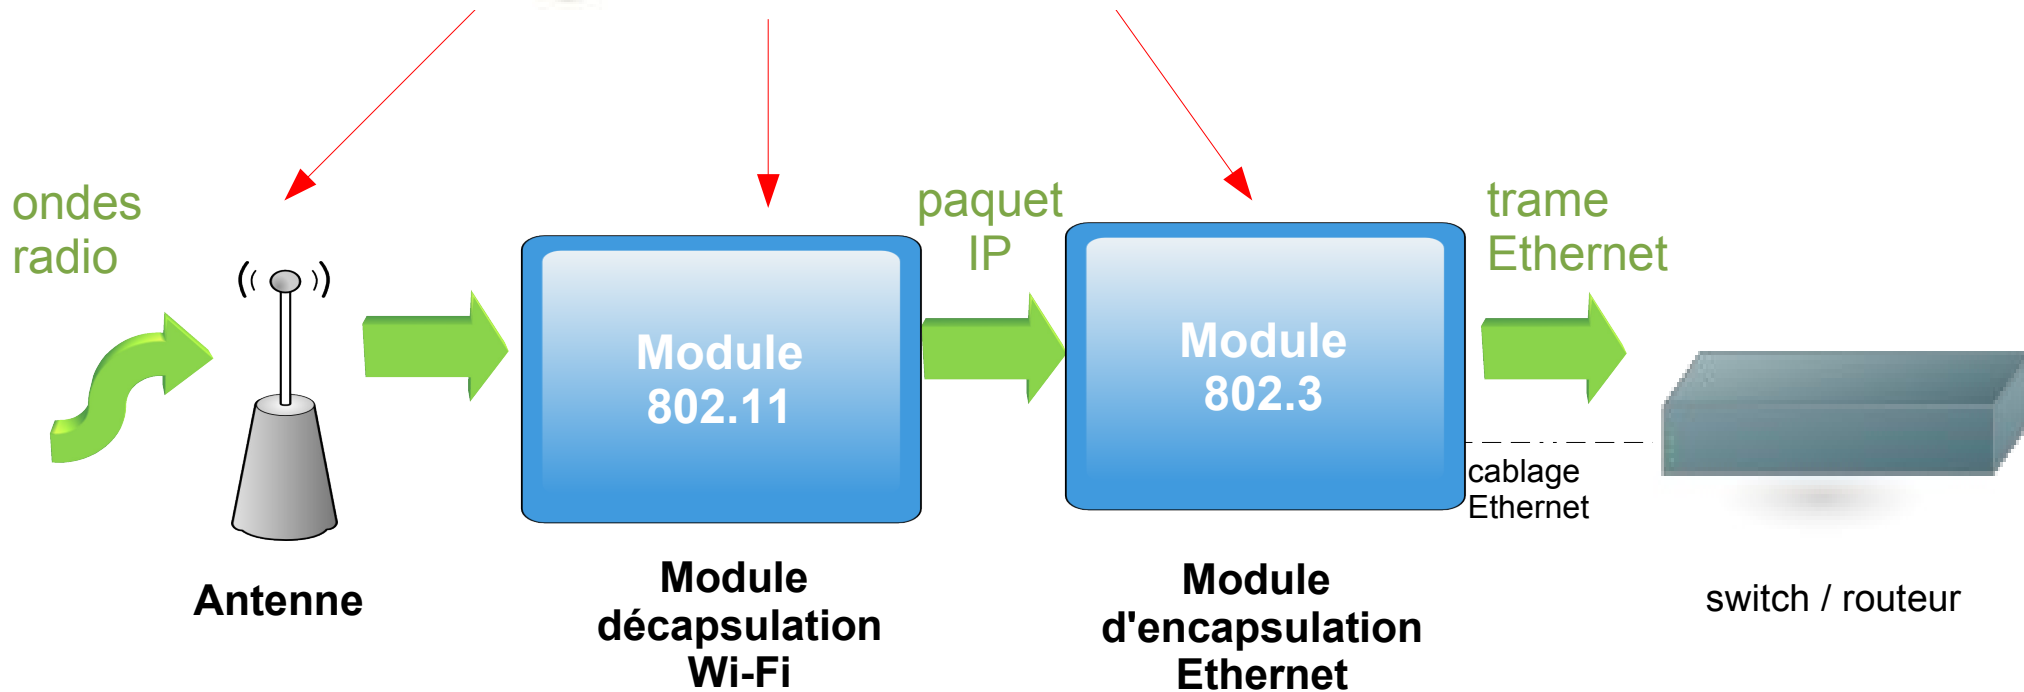 ondes
radio
paquet
IP
trame
Ethernet
Module
802.11
Module
802.3
cablage
Ethernet
Antenne
Module
décapsulation
Wi-Fi
Module
d'encapsulation
Ethernet
switch / routeur